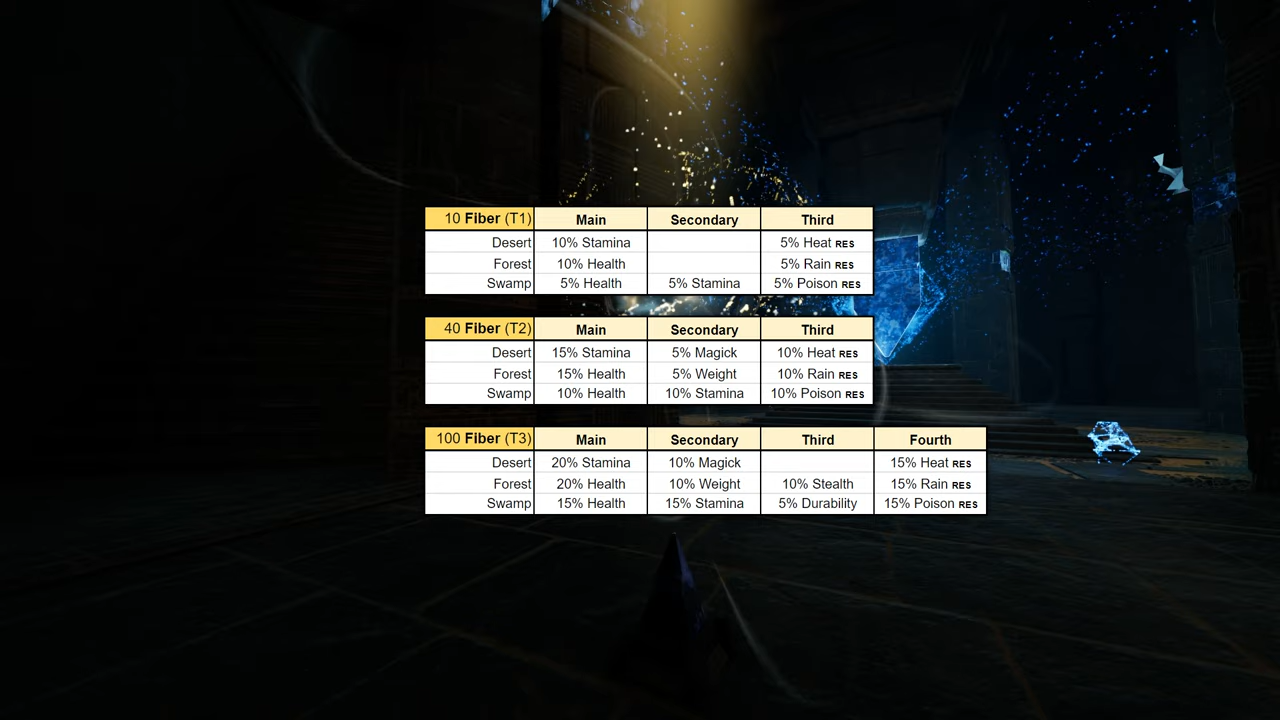 10 Fiber (T1) Main Secondary Third
Desert 10% Stamina 5% Heat RES
Forest 10% Health 5% Rain RES
Swamp 5% Health 5% Stamina 5% Poison RES
40 Fiber (T2) Main Secondary Third
Desert 15% Stamina 5% Magick 10% Heat RES
Forest 15% Health 5% Weight 10% Rain RES
Swamp 10% Health 10% Stamina 10% Poison RES
100 Fiber (T3) Main Secondary Third Fourth
Desert 20% Stamina 10% Magick 15% Heat RES
Forest 20% Health 10% Weight 10% Stealth 15% Rain RES
Swamp 15% Health 15% Stamina 5% Durability 15% Poison RES